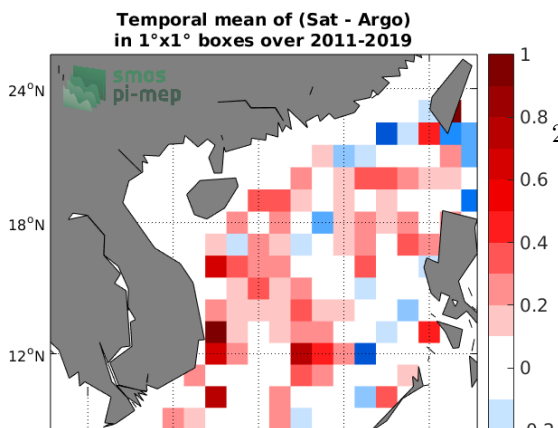 Temporal mean of (Sat - Argo)
in 1°x1° boxes over 2011-2019
smos
pi-mep
24°N
18°N
12°N
1
0.8
0.6
0.4
0.2
0